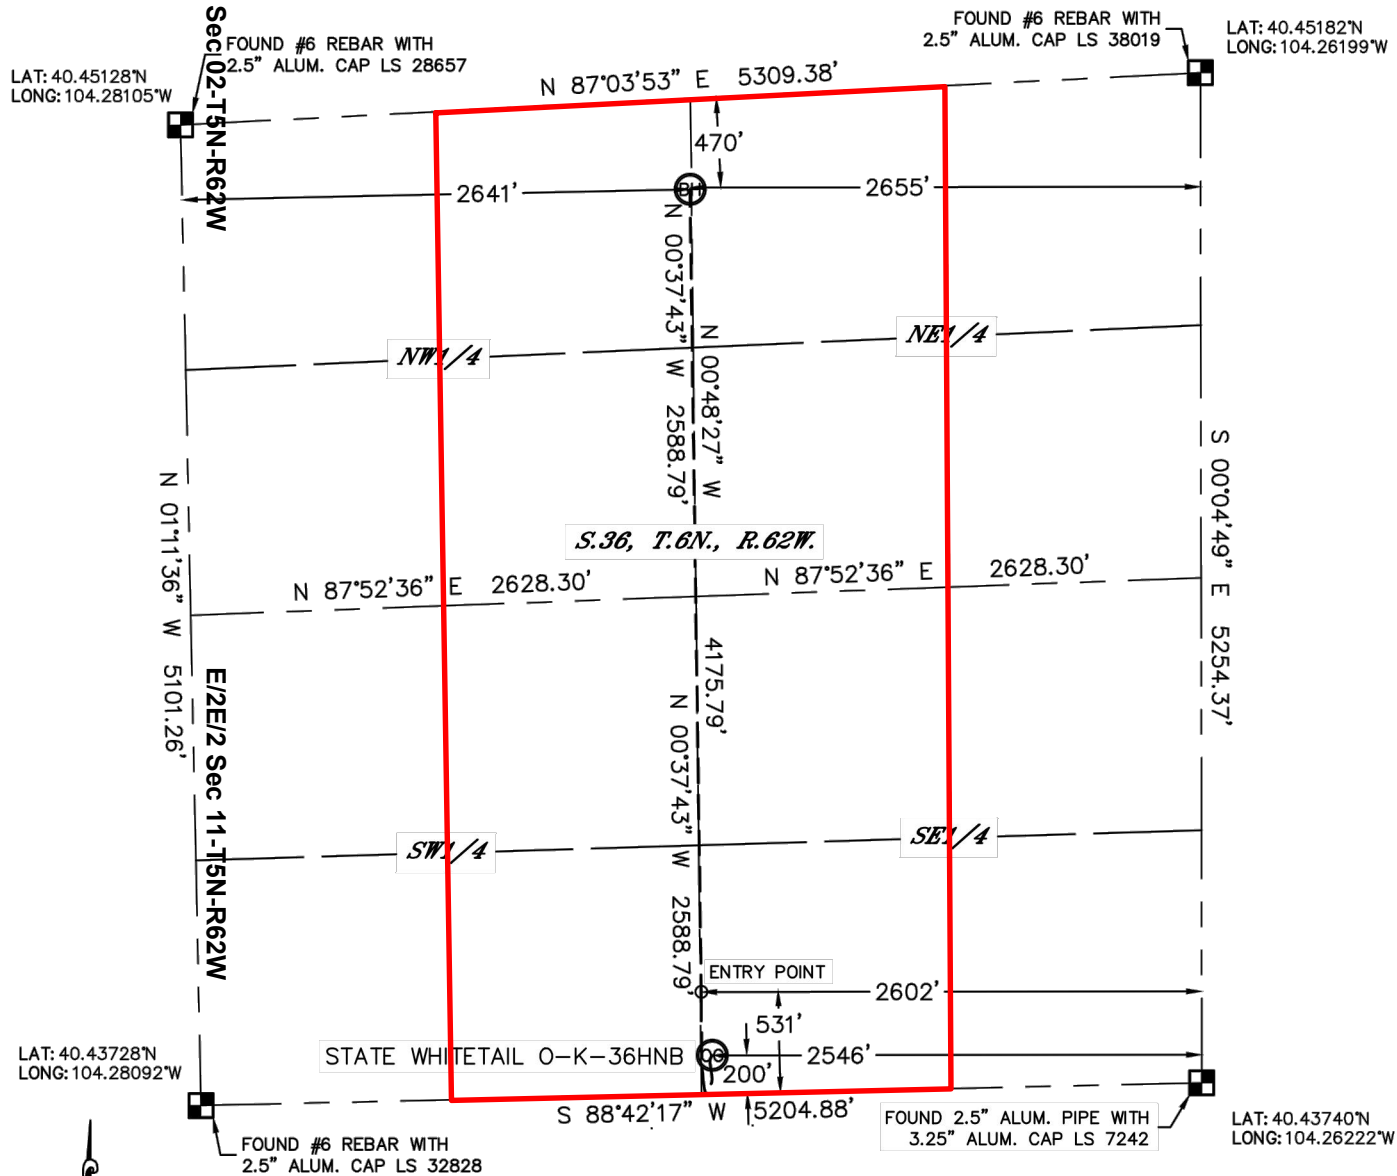 Sec 02-T5N-R62W
FOUND #6 REBAR WITH
2.5" ALUM. CAP LS 28657
LAT: 40.45128°N
LONG: 104.28105°W
FOUND #6 REBAR WITH
2.5" ALUM. CAP LS 38019
LAT: 40.45182°N
LONG: 104.26199°W
N 87°03'53" E 5309.38'
470'
2641'
BH
2655'
N 00°37'43" W 2588.79'
N 00°48'27" W
4175.79'
NW1/4
NE1/4
S.36, T.6N., R.62W.
N 01°11'36" W 5101.26'
S 00°04'49" E 5254.37'
N 87°52'36" E 2628.30'
N 87°52'36" E 2628.30'
E/2E/2 Sec 11-T5N-R62W
N 00°37'43" W 2588.79'
SW1/4
SE1/4
ENTRY POINT
2602'
531'
STATE WHITETAIL O-K-36HNB
OG
2546'
200'
S 88°42'17" W 5204.88'
LAT: 40.43728°N
LONG: 104.28092°W
FOUND #6 REBAR WITH
2.5" ALUM. CAP LS 32828
FOUND 2.5" ALUM. PIPE WITH
3.25" ALUM. CAP LS 7242
LAT: 40.43740°N
LONG: 104.26222°W